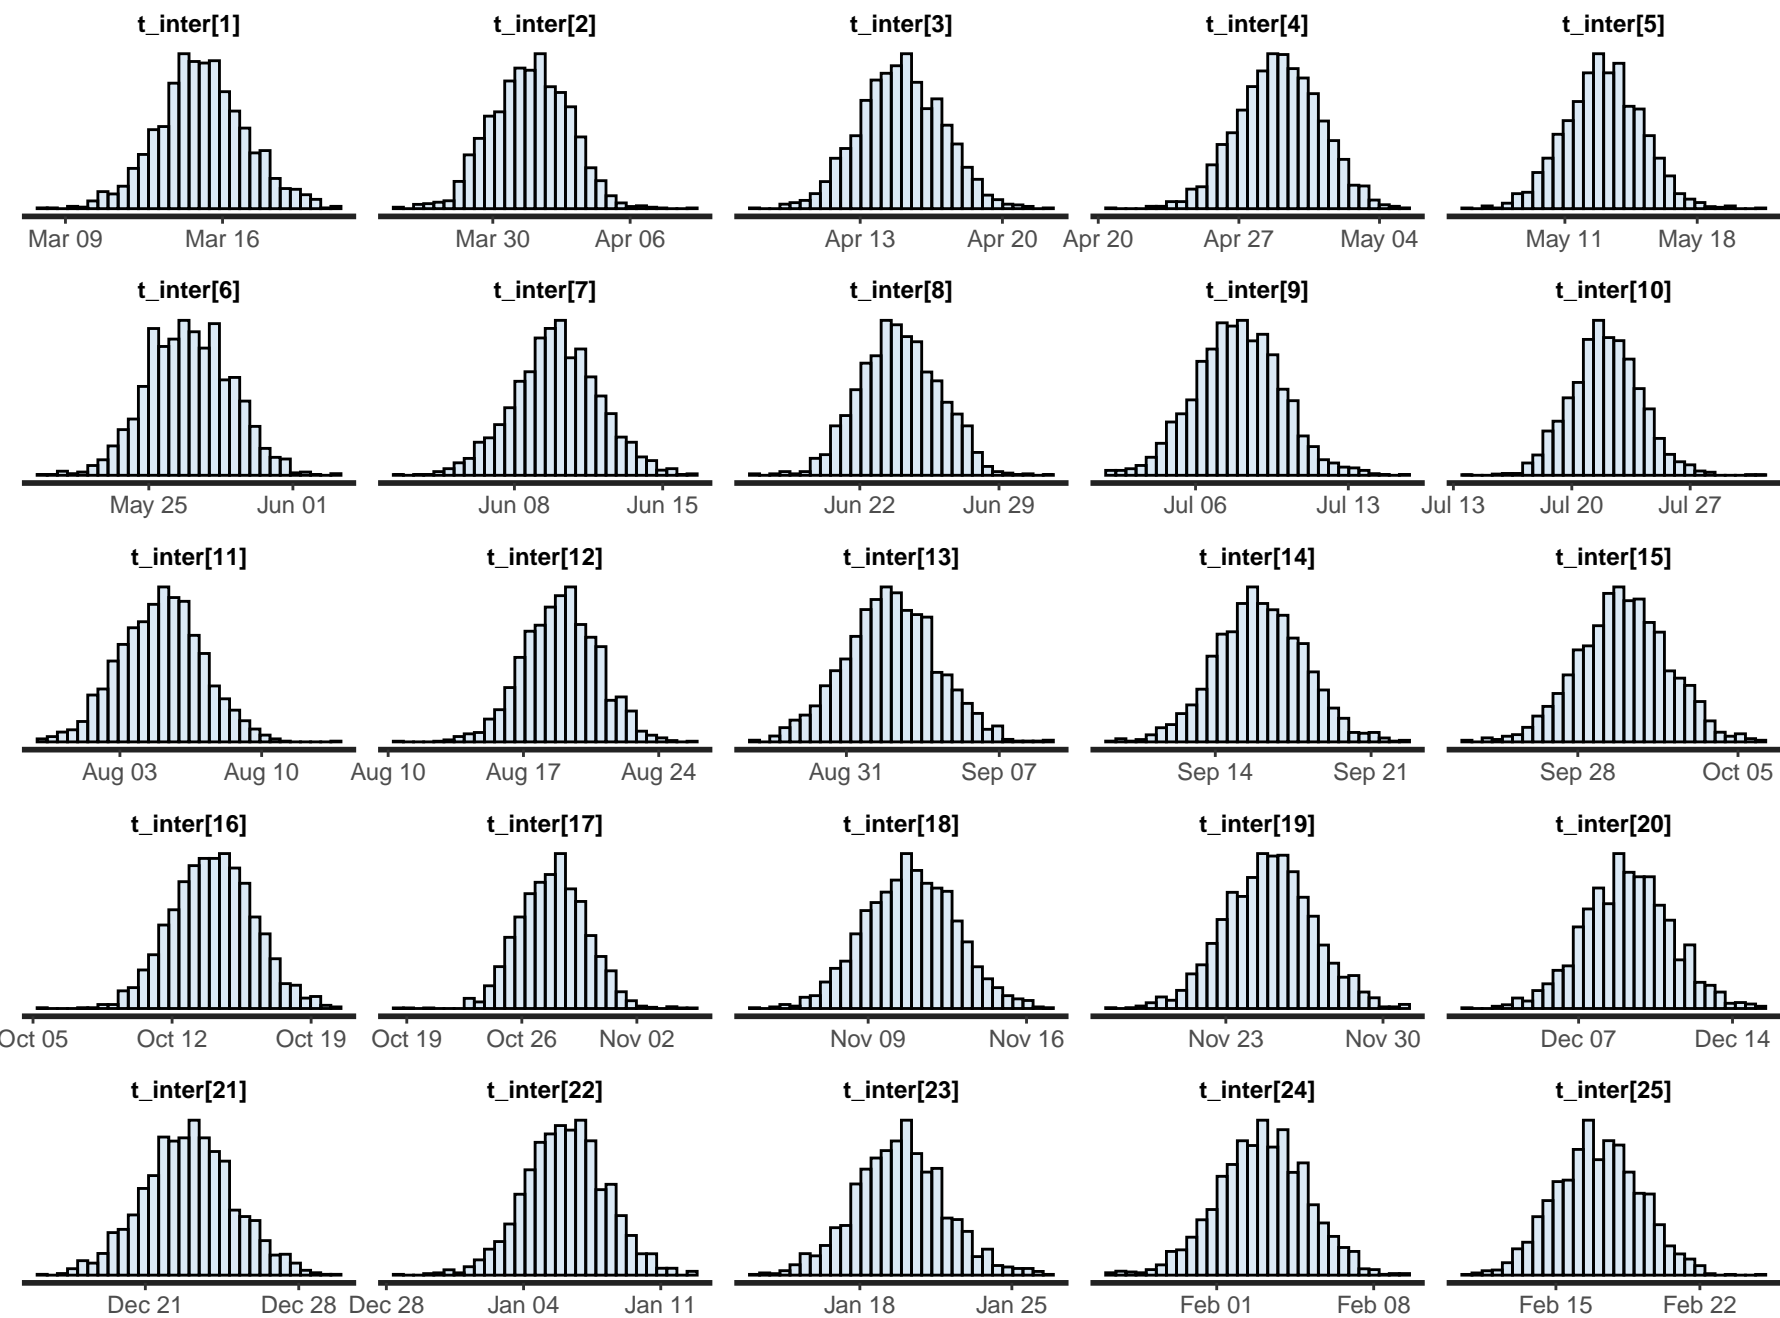 t_inter[1] t_inter[2] t_inter[3] t_inter[4] t_inter[5]
Mar 09 Mar 16 Mar 30 Apr 06 Apr 13 Apr 20 Apr 20 Apr 27 May 04 May 11 May 18
t_inter[6] t_inter[7] t_inter[8] t_inter[9] t_inter[10]
May 25 Jun 01 Jun 08 Jun 15 Jun 22 Jun 29 Jul 06 Jul 13 Jul 13 Jul 20 Jul 27
t_inter[11] t_inter[12] t_inter[13] t_inter[14] t_inter[15]
Aug 03 Aug 10 Aug 10 Aug 17 Aug 24 Aug 31 Sep 07 Sep 14 Sep 21 Sep 28 Oct 05
t_inter[16] t_inter[17] t_inter[18] t_inter[19] t_inter[20]
Oct 05 Oct 12 Oct 19 Oct 19 Oct 26 Nov 02 Nov 09 Nov 16 Nov 23 Nov 30 Dec 07 Dec 14
t_inter[21] t_inter[22] t_inter[23] t_inter[24] t_inter[25]
Dec 21 Dec 28 Dec 28 Jan 04 Jan 11 Jan 18 Jan 25 Feb 01 Feb 08 Feb 15 Feb 22